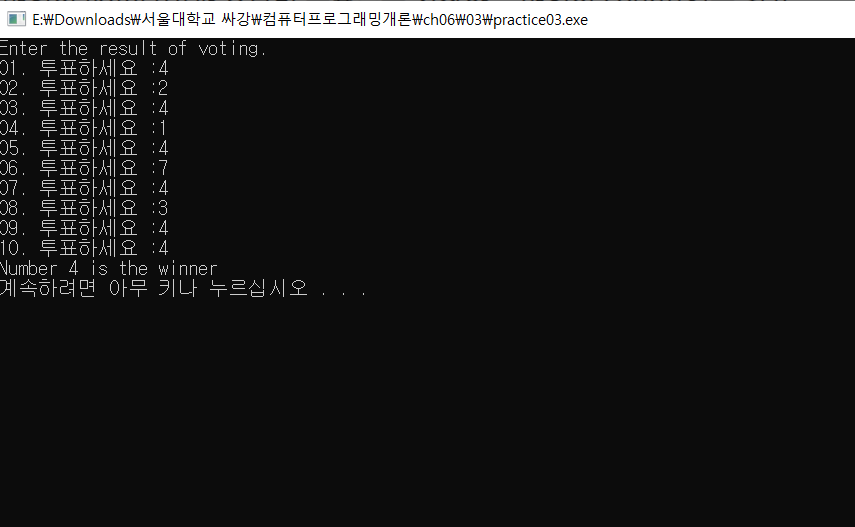 E:₩Downloads₩서울대학교 싸강₩컴퓨터프로그래밍개론₩ch06₩03₩practice03.exe
Enter the result of voting.
01. 투표하세요 :4
02. 투표하세요 :2
03. 투표하세요 :4
04. 투표하세요 :1
05. 투표하세요 :4
06. 투표하세요 :7
07. 투표하세요 :4
08. 투표하세요 :3
09. 투표하세요 :4
10. 투표하세요 :4
Number 4 is the winner
계속하려면 아무 키나 누르십시오 . . .